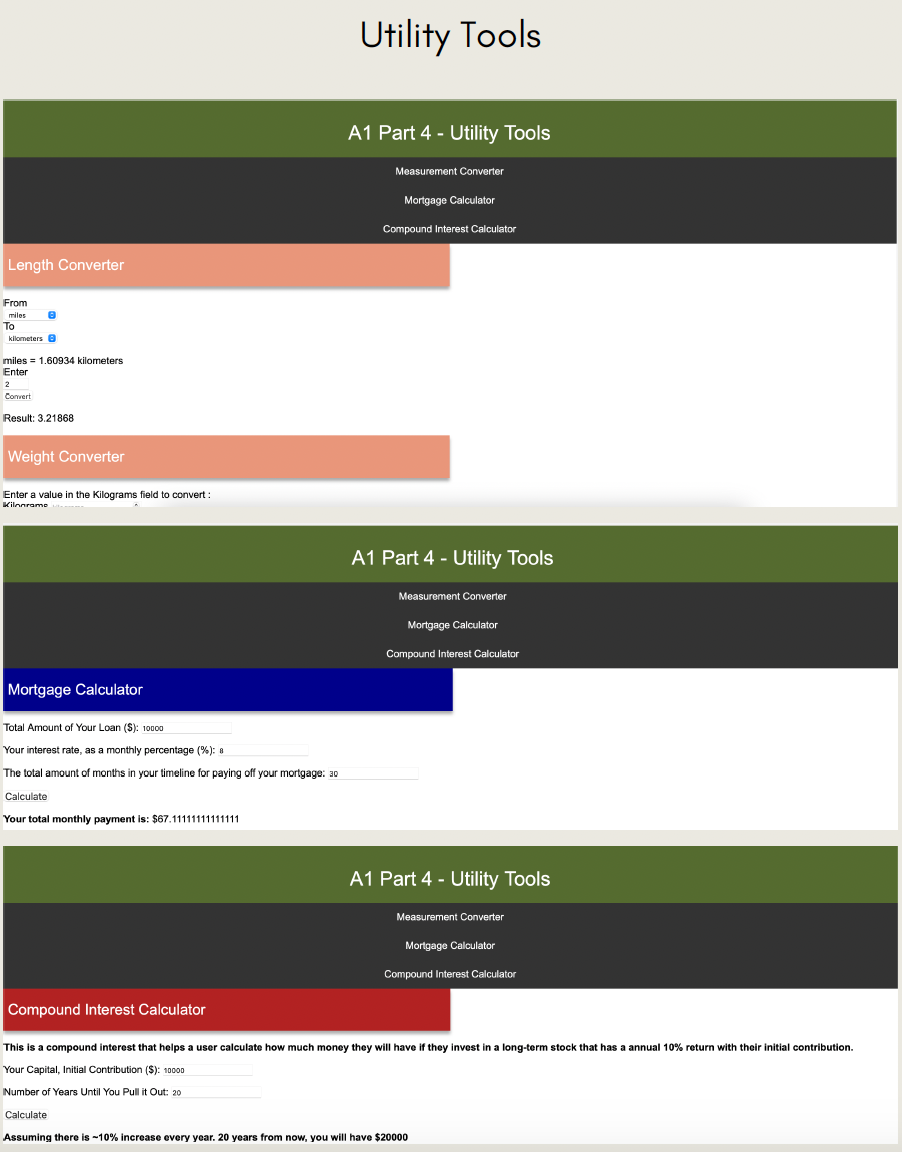 Utility Tools
A1 Part 4 - Utility Tools
Measurement Converter
Mortgage Calculator
Compound Interest Calculator
Length Converter
From
miles
To
kilometers
miles = 1.60934 kilometers
Enter
2
Convert
Result: 3.21868
Weight Converter
Enter a value in the Kilograms field to convert :
Kilograms
A1 Part 4 - Utility Tools
Measurement Converter
Mortgage Calculator
Compound Interest Calculator
Mortgage Calculator
Total Amount of Your Loan ($): 10000
Your interest rate, as a monthly percentage (%): 8
The total amount of months in your timeline for paying off your mortgage: 30
Calculate
Your total monthly payment is: $67.11111111111111
A1 Part 4 - Utility Tools
Measurement Converter
Mortgage Calculator
Compound Interest Calculator
Compound Interest Calculator
This is a compound interest that helps a user calculate how much money they will have if they invest in a long-term stock that has a annual 10% return with their initial contribution.
Your Capital, Initial Contribution ($): 10000
Number of Years Until You Pull it Out: 20
Calculate
Assuming there is ~10% increase every year. 20 years from now, you will have $20000